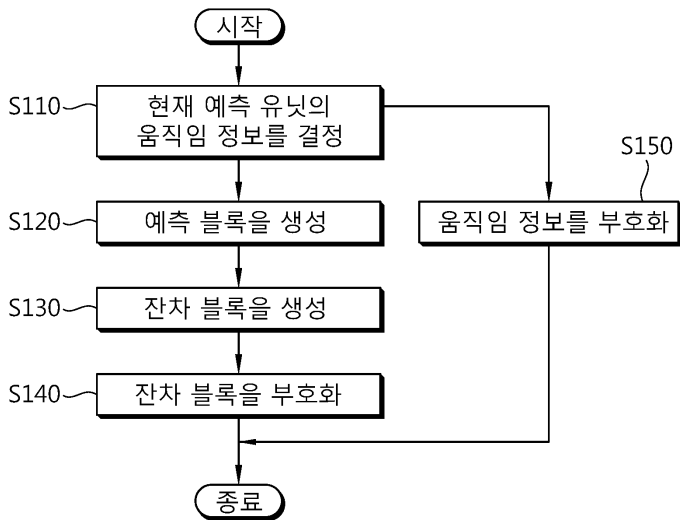 시작
S110
현재 예측 유닛의
움직임 정보를 결정
S150
S120
예측 블록을 생성
움직임 정보를 부호화
S130
잔차 블록을 생성
S140
잔차 블록을 부호화
종료